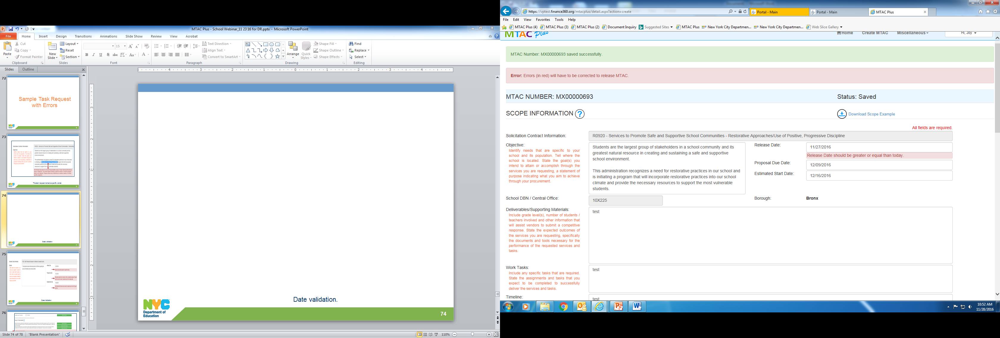 MTAC Plus - School Webinar_11 23 16 for DR.pptx - Microsoft PowerPoint
File Home Insert Design Transitions Animations Slide Show Review View Acrobat
Paste
Cut
Copy
Format Painter
Clipboard
New Slide
Layout
Reset
Section
Slides
15
B I U S abc AV Aa A
Font
Text Direction
Align Text
Convert to SmartArt
Paragraph
Arrange
Quick Styles
Shape Fill
Shape Outline
Shape Effects
Drawing
Find
Replace
Select
Editing
Slides Outline
72
Sample Task Request
with Errors
73
The task request named a specific vendor.
74
Date validation.
75
Date Validation
76
Date validation.
NYC
Department of
Education
74
Slide 74 of 78 "Blank Presentation" 110%
https://vptest.finance360.org/mtacplus/detail.aspx?action=create
Portal - Main
Portal - Main
MTAC Plus
File Edit View Favorites Tools Help
MTAC Plus (4) MTAC Plus (3) MTAC Plus (2) Document Inquiry Suggested Sites MTAC Plus New York City Departmen... New York City Departmen... Web Slice Gallery
MTAC Plus
Home Create MTAC Miscellaneous Hi, Joy
MTAC Number: MX00000693 saved successfully.
Error: Errors (in red) will have to be corrected to release MTAC.
MTAC NUMBER: MX00000693 Status: Saved
SCOPE INFORMATION ? Download Scope Example
All fields are required.
Solicitation Contract Information: R0920 - Services to Promote Safe and Supportive School Communities - Restorative Approaches/Use of Positive, Progressive Discipline
Objective:
Identify needs that are specific to your
school and its population. Tell where the
school is located. State the goal(s) you
intend to attain or accomplish through the
services you are requesting, a statement of
purpose indicating what you aim to achieve
through your procurement.
Students are the largest group of stakeholders in a school community and its
greatest natural resource in creating and sustaining a safe and supportive
school environment.
This administration recognizes a need for restorative practices in our school and
is initiating a program that will incorporate restorative practices into our school
climate and provide the necessary resources to support the most vulnerable
students.
Release Date: 11/27/2016
Release Date should be greater or equal than today.
Proposal Due Date: 12/09/2016
Estimated Start Date: 12/16/2016
School DBN / Central Office: 10X225
Borough: Bronx
Deliverables/Supporting Materials:
Include grade level(s), number of students /
teachers involved and other information that
will assist vendors to submit a competitive
response. State the expected outcomes of
the services you are requesting, specifically
the documents and tools necessary for the
performance of the requested services and
tasks.
test
Work Tasks:
Include any specific tasks that are required.
State the assignments and tasks that you
expect to be completed to successfully
deliver the services and tasks.
test
Timeline:
test
10:52 AM
11/28/2016